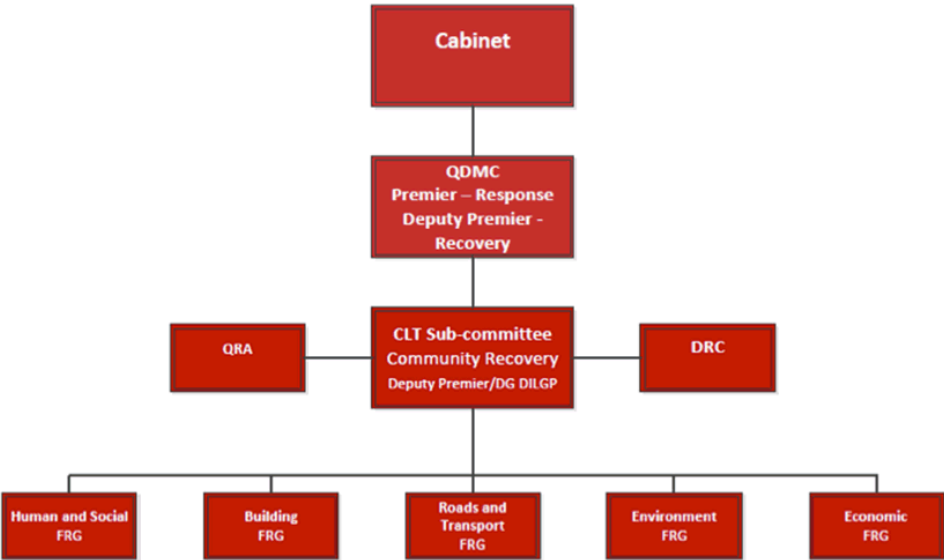 Cabinet
QDMC
Premier – Response
Deputy Premier -
Recovery
QRA
CLT Sub-committee
Community Recovery
Deputy Premier/DG DILGP
DRC
Human and Social
FRG
Building
FRG
Roads and
Transport
FRG
Environment
FRG
Economic
FRG